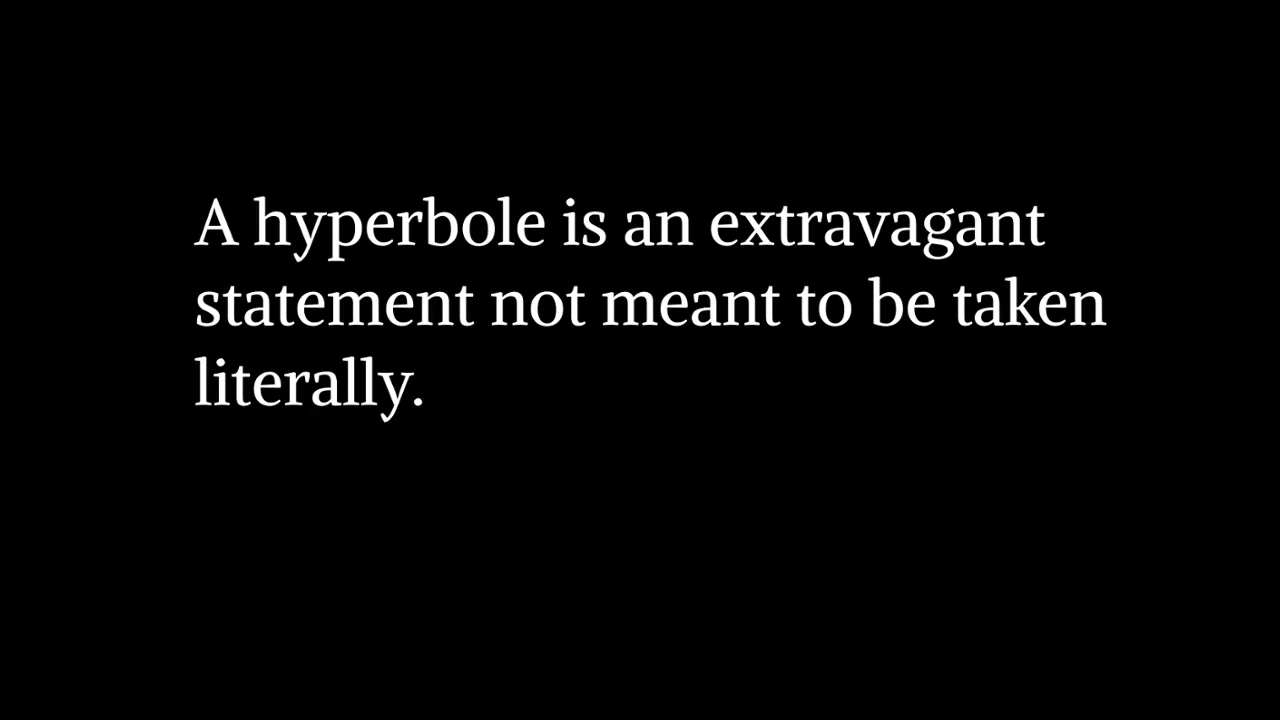 A hyperbole is an extravagant
statement not meant to be taken
literally.